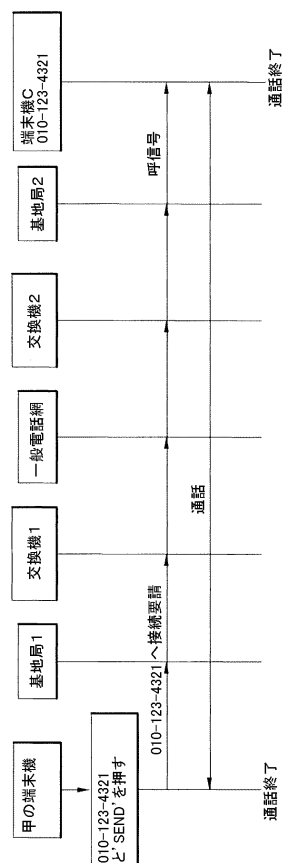 甲の端末機
基地局1
交換機1
一般電話網
交換機2
基地局2
端末機C
010-123-4321
010-123-4321
と'SEND'を押す
010-123-4321へ接続要請
呼信号
通話
通話終了
通話終了